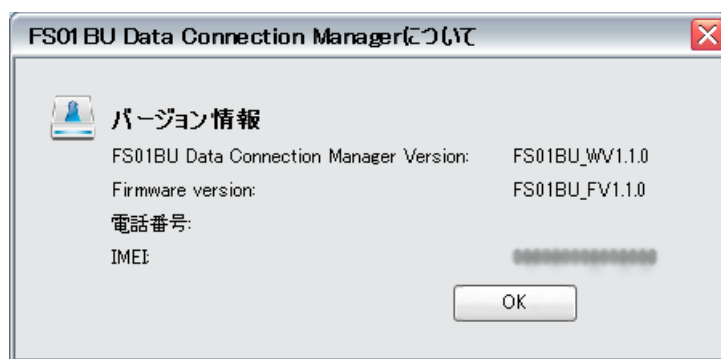 FS01BU Data Connection Managerについて
バージョン情報
FS01BU Data Connection Manager Version: FS01BU_WV1.1.0
Firmware version: FS01BU_FV1.1.0
電話番号:
IMEI:
OK